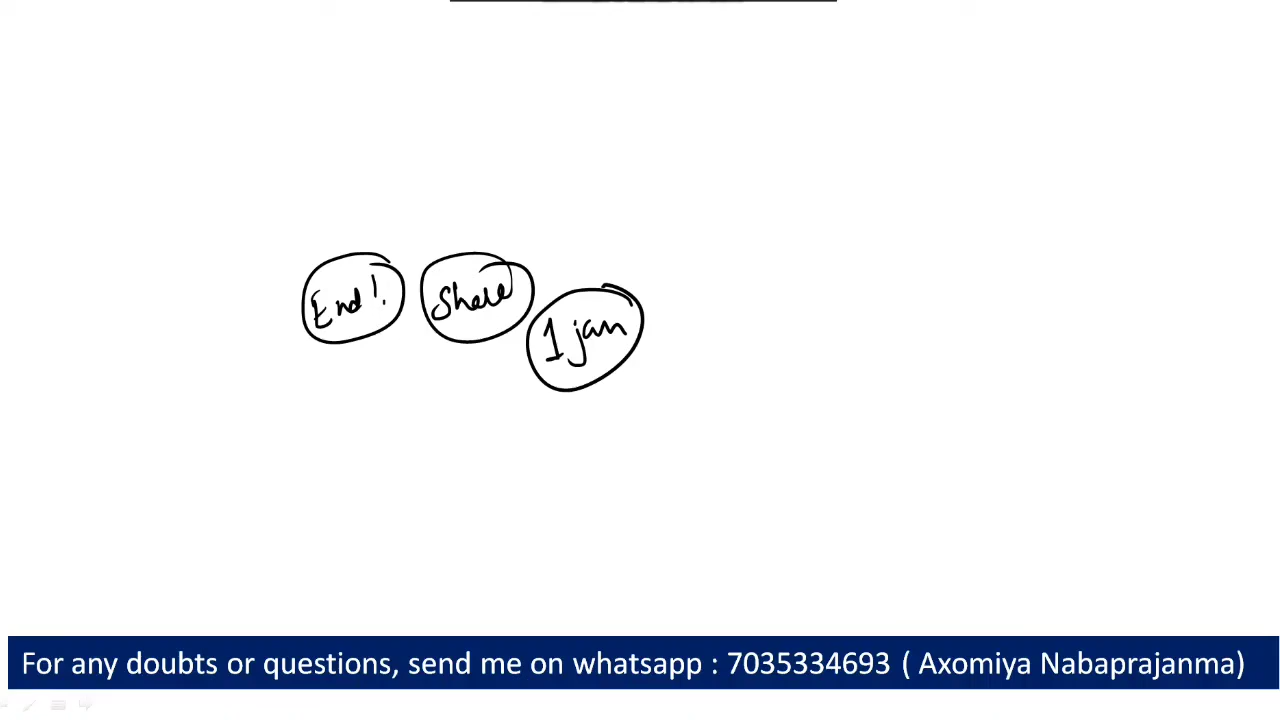 End!
Share
1 jan
For any doubts or questions, send me on whatsapp : 7035334693 ( Axomiya Nabaprajanma)